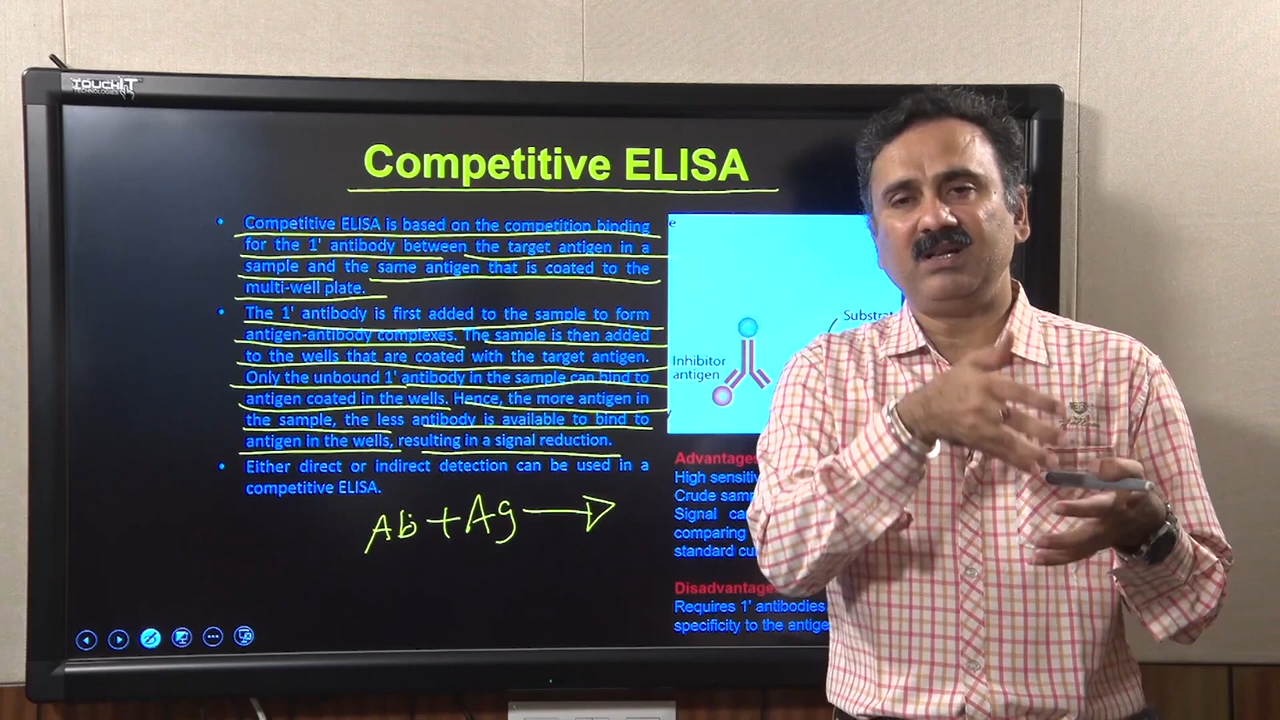 TOUCHIT
TECHNOLOGIES
Competitive ELISA
• Competitive ELISA is based on the competition binding
for the 1' antibody between the target antigen in a
sample and the same antigen that is coated to the
multi-well plate.
• The 1' antibody is first added to the sample to form
antigen-antibody complexes. The sample is then added
to the wells that are coated with the target antigen.
Only the unbound 1' antibody in the sample can bind to
antigen coated in the wells. Hence, the more antigen in
the sample, the less antibody is available to bind to
antigen in the wells, resulting in a signal reduction.
• Either direct or indirect detection can be used in a
competitive ELISA.
Ab + Ag →
e
Substrat
Inhibitor
antigen
Advantages
High sensitiv
Crude samp
Signal ca
comparing
standard cu
Disadvantage
Requires 1' antibodies
specificity to the antige